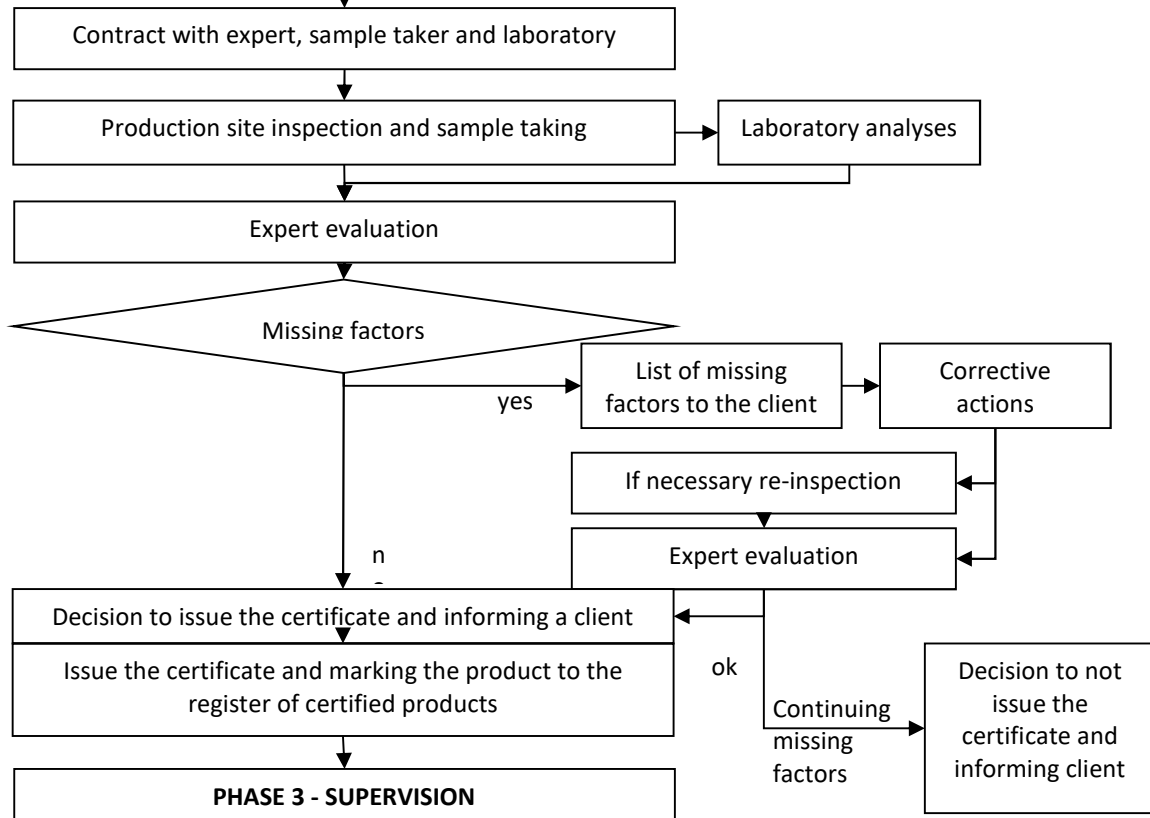 Contract with expert, sample taker and laboratory
Production site inspection and sample taking
Laboratory analyses
Expert evaluation
Missing factors
yes
List of missing
factors to the client
Corrective
actions
If necessary re-inspection
n
Expert evaluation
Decision to issue the certificate and informing a client
Issue the certificate and marking the product to the
register of certified products
ok
Continuing
missing
factors
Decision to not
issue the
certificate and
informing client
PHASE 3 - SUPERVISION